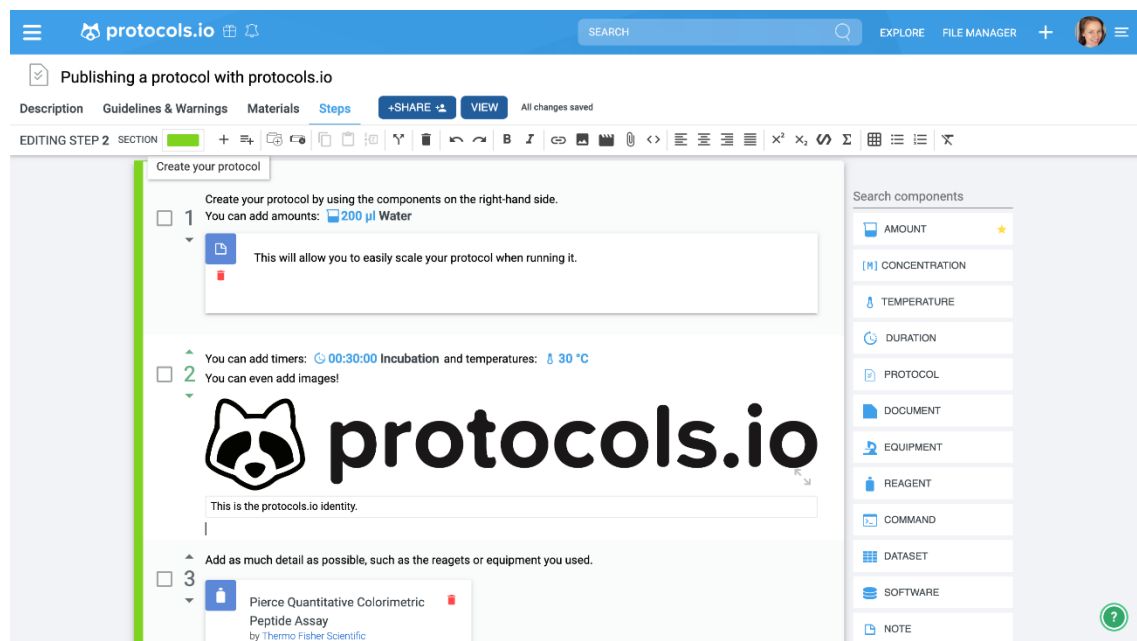 protocols.io
SEARCH
EXPLORE
FILE MANAGER
Publishing a protocol with protocols.io
Description
Guidelines & Warnings
Materials
Steps
+SHARE
VIEW
All changes saved
EDITING STEP 2
SECTION
B
I
x²
x₂
Σ
Create your protocol
1
Create your protocol by using the components on the right-hand side.
You can add amounts: 200 µl Water
This will allow you to easily scale your protocol when running it.
2
You can add timers: 00:30:00 Incubation and temperatures: 30 °C
You can even add images!
protocols.io
This is the protocols.io identity.
3
Add as much detail as possible, such as the reagets or equipment you used.
Pierce Quantitative Colorimetric
Peptide Assay
by Thermo Fisher Scientific
Search components
AMOUNT
[M] CONCENTRATION
TEMPERATURE
DURATION
PROTOCOL
DOCUMENT
EQUIPMENT
REAGENT
COMMAND
DATASET
SOFTWARE
NOTE
?